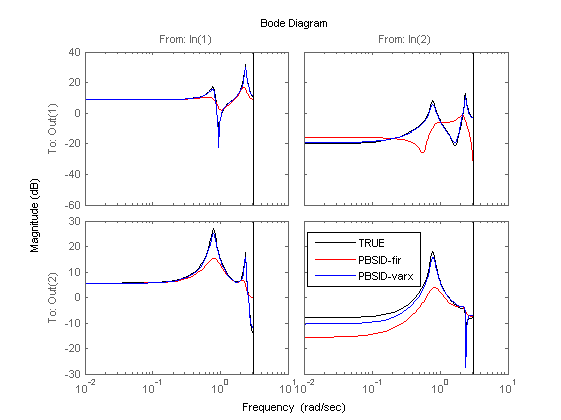 Bode Diagram
From: In(1)
From: In(2)
To: Out(1)
40
20
0
-20
-40
-60
To: Out(2)
30
20
10
0
-10
-20
-30
Magnitude (dB)
TRUE
PBSID-fir
PBSID-varx
10^-2
10^-1
10^0
10^1
10^-2
10^-1
10^0
10^1
Frequency (rad/sec)